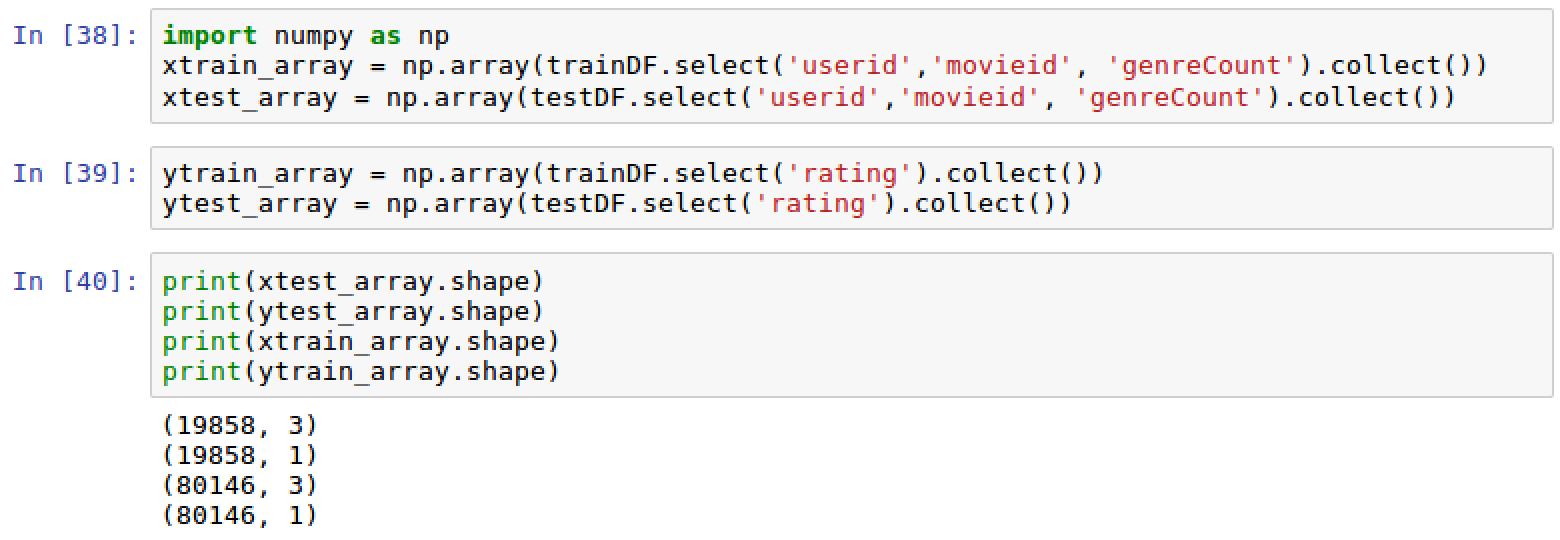 In [38]: import numpy as np
xtrain_array = np.array(trainDF.select('userid','movieid', 'genreCount').collect())
xtest_array = np.array(testDF.select('userid','movieid', 'genreCount').collect())
In [39]: ytrain_array = np.array(trainDF.select('rating').collect())
ytest_array = np.array(testDF.select('rating').collect())
In [40]: print(xtest_array.shape)
print(ytest_array.shape)
print(xtrain_array.shape)
print(ytrain_array.shape)
(19858, 3)
(19858, 1)
(80146, 3)
(80146, 1)